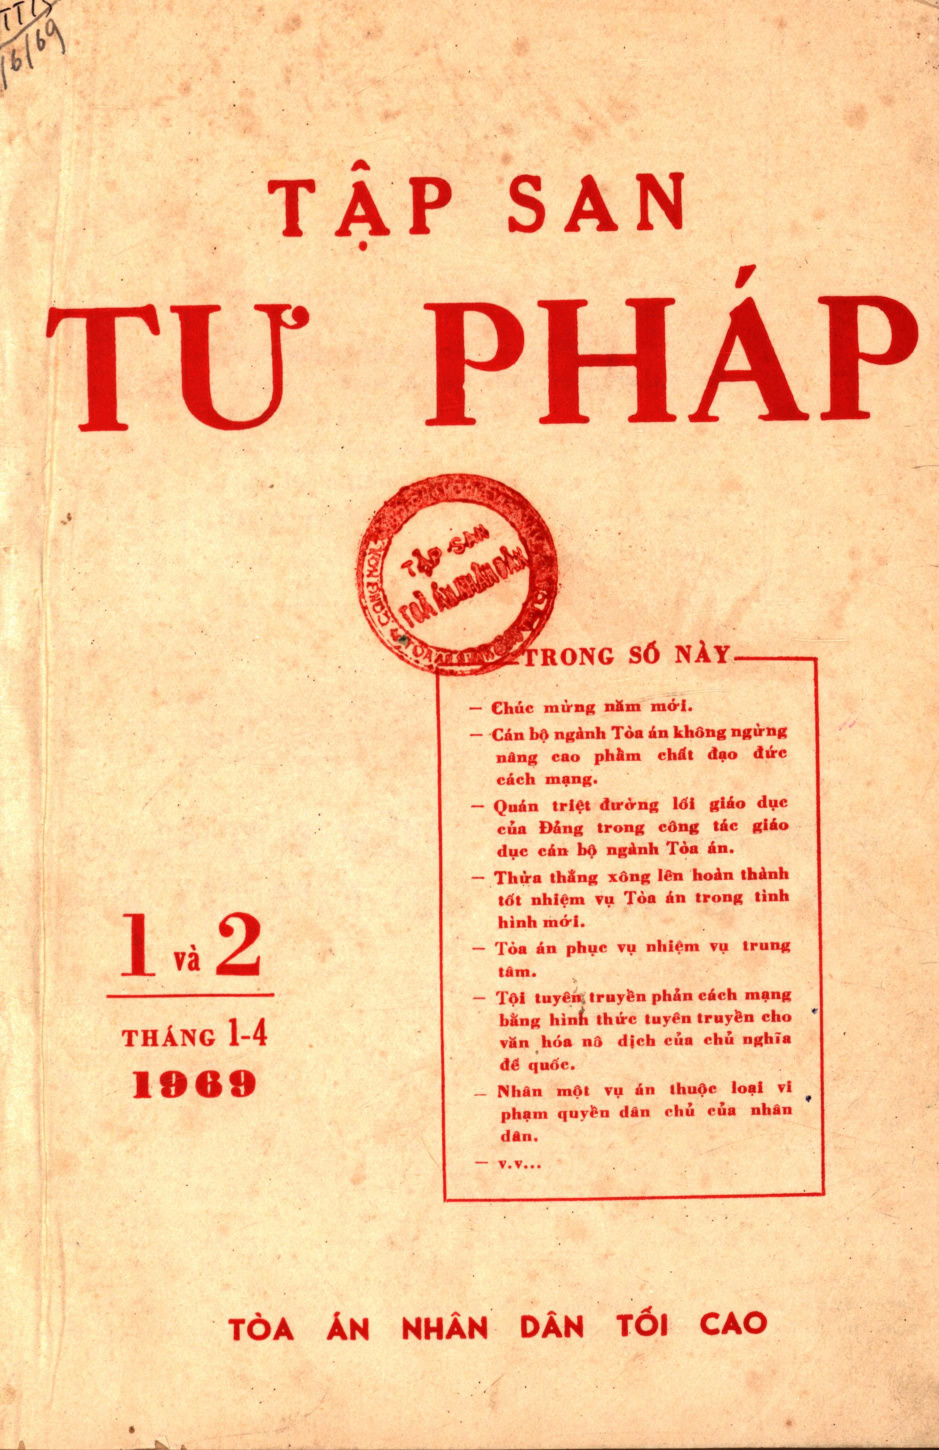 16/69
TẬP SAN
TƯ PHÁP
TẬP SAN
TOÀ ÁN NHÂN DÂN
TRONG SỐ NÀY
— Chúc mừng năm mới.
— Cán bộ ngành Tòa án không ngừng
nâng cao phẩm chất đạo đức
cách mạng.
— Quán triệt đường lối giáo dục
của Đảng trong công tác giáo
dục cán bộ ngành Tòa án.
— Thừa thắng xông lên hoàn thành
tốt nhiệm vụ Tòa án trong tình
hình mới.
— Tòa án phục vụ nhiệm vụ trung
tâm.
— Tội tuyên truyền phản cách mạng
bằng hình thức tuyên truyền cho
văn hóa nô dịch của chủ nghĩa
đế quốc.
— Nhân một vụ án thuộc loại vi
phạm quyền dân chủ của nhân
dân.
— v.v...
1 và 2
THÁNG 1-4
1969
TÒA ÁN NHÂN DÂN TỐI CAO